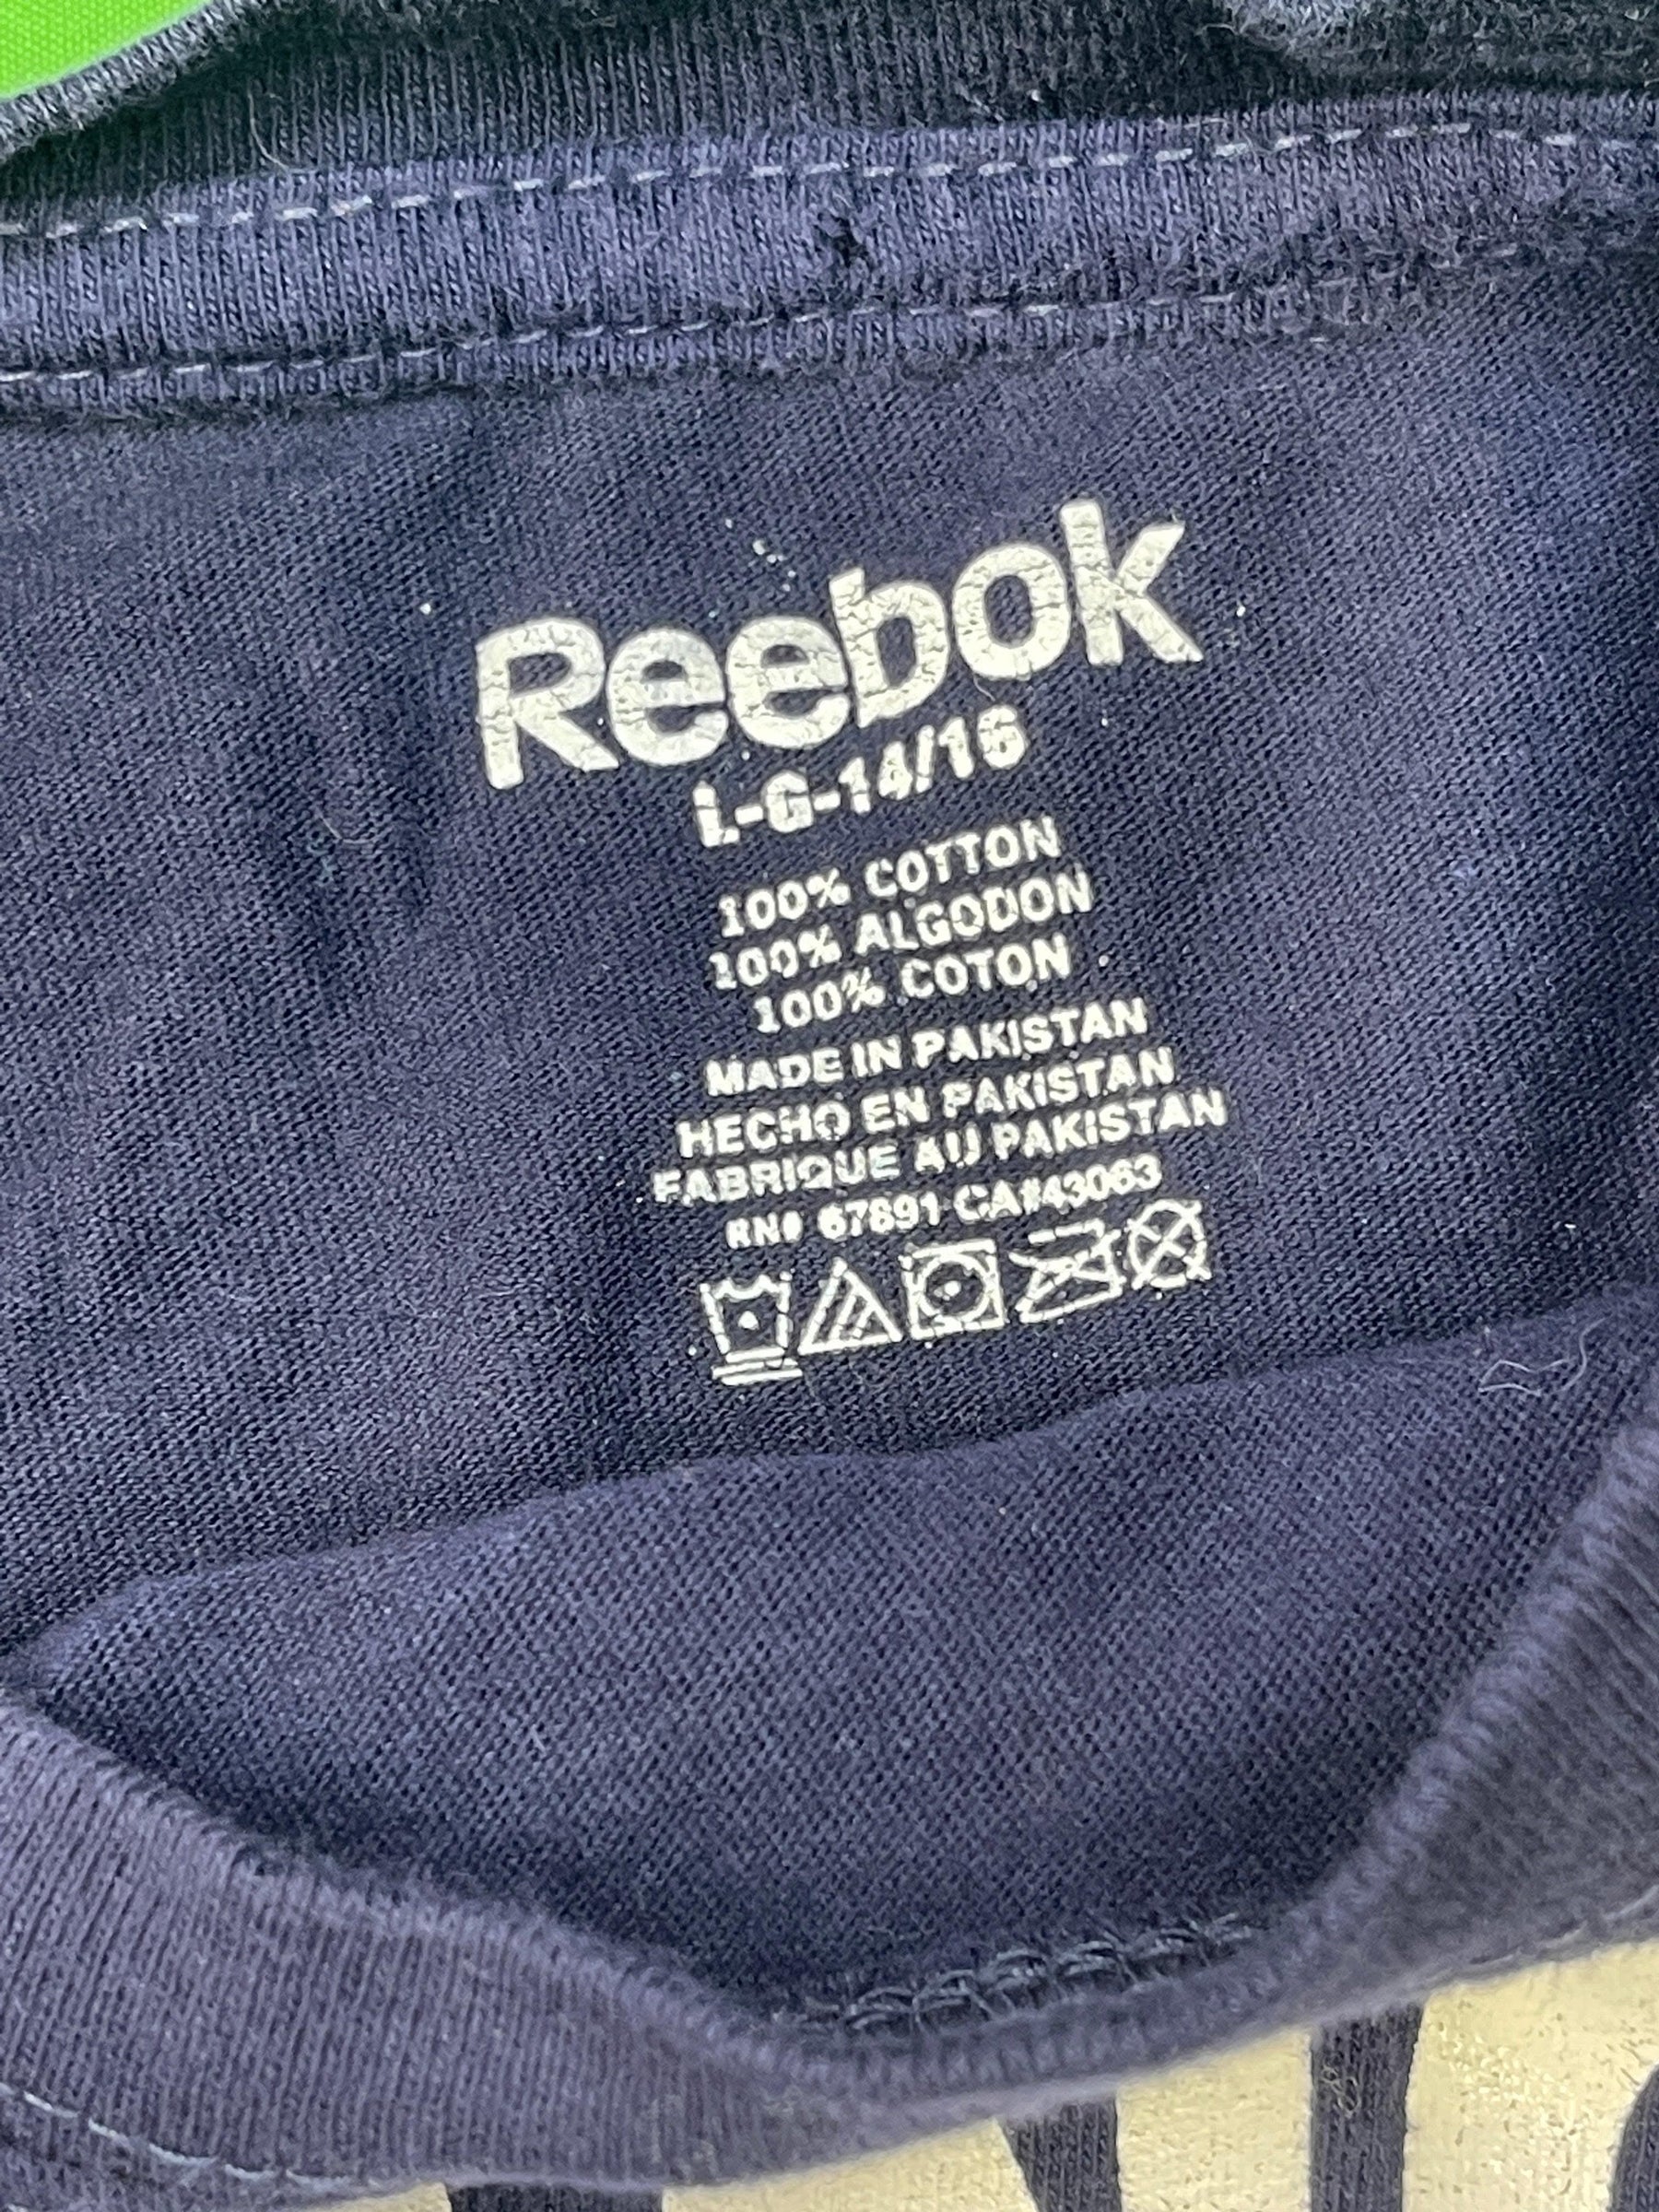 Reebok
L-G-14/16
100% COTTON
100% ALGODON
100% COTON
MADE IN PAKISTAN
HECHO EN PAKISTAN
FABRIQUE AU PAKISTAN
RN# 67891 CA#43063